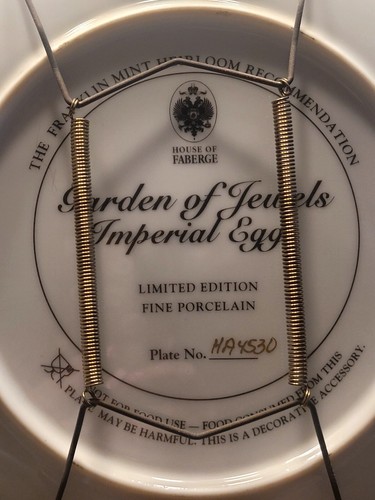 THE FRANKLIN MINT HEIRLOOM RECOMMENDATION
HOUSE OF
FABERGE
Garden of Jewels
Imperial Egg
LIMITED EDITION
FINE PORCELAIN
Plate No. HA4530
NOT FOR FOOD USE — FOOD CONSUMED FROM THIS
PLATE MAY BE HARMFUL. THIS IS A DECORATIVE ACCESSORY.